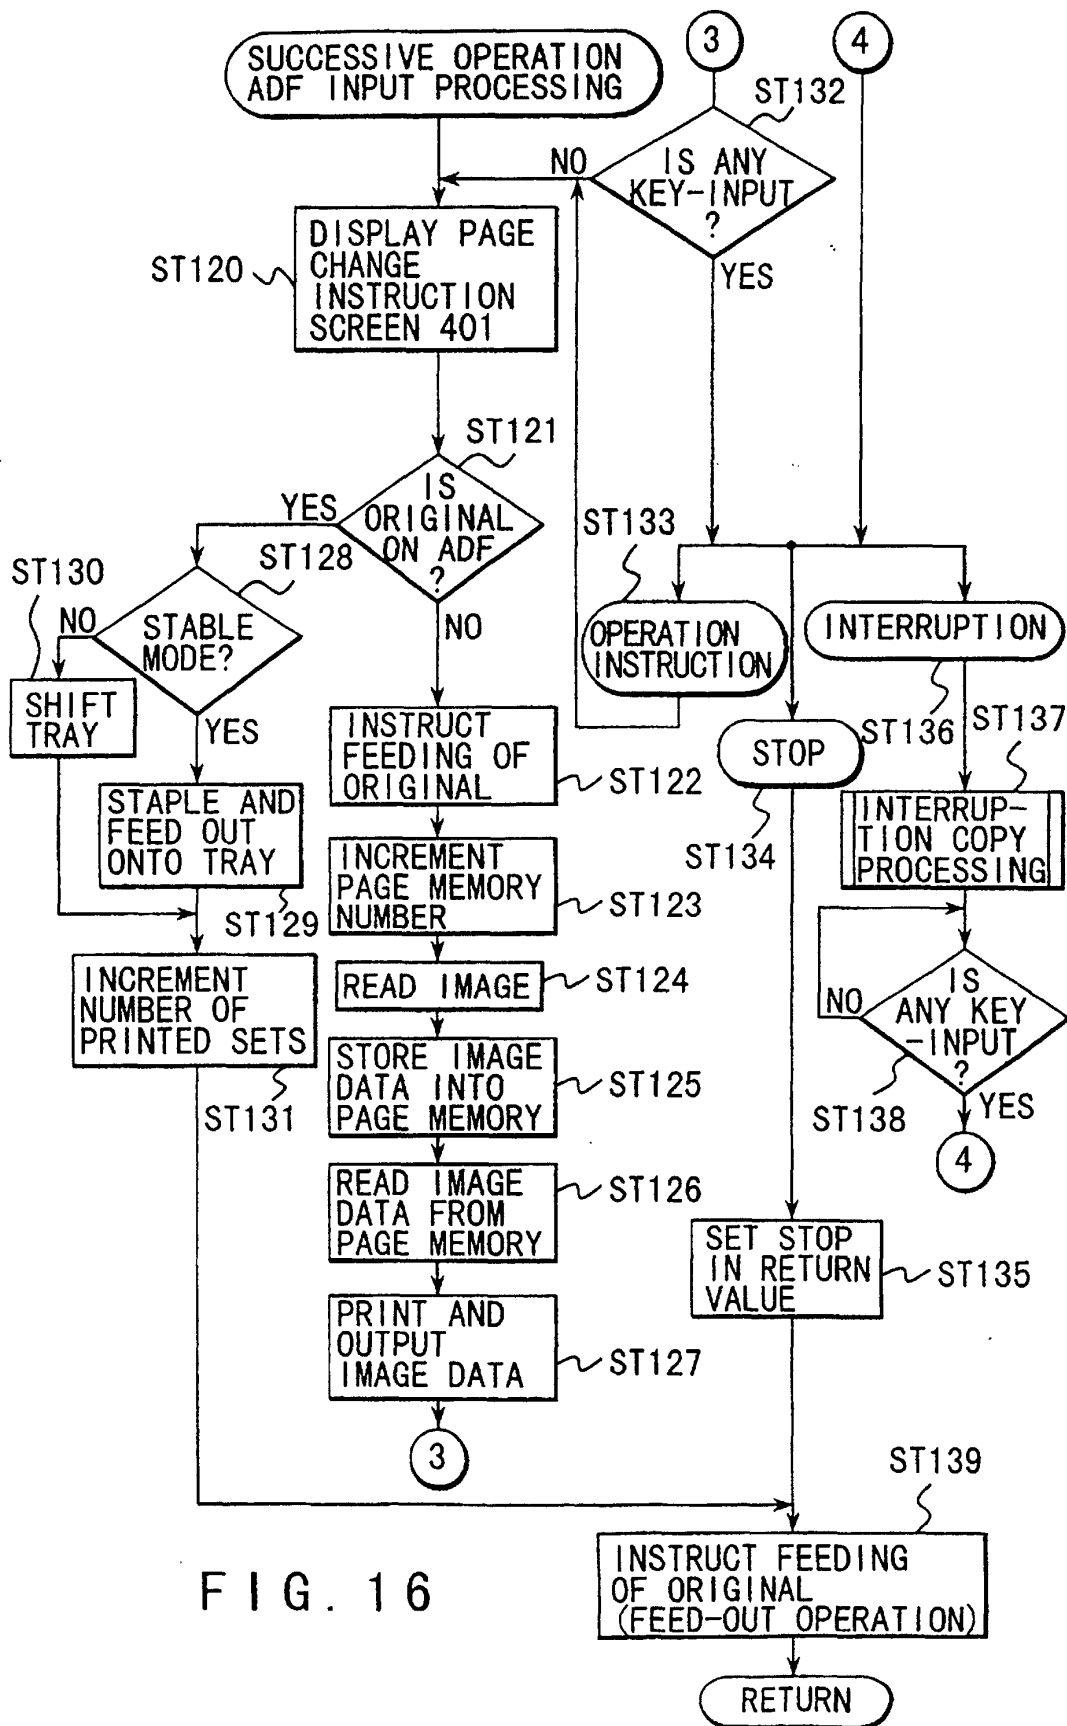 SUCCESSIVE OPERATION
ADF INPUT PROCESSING
3
4
ST132
IS ANY
KEY-INPUT
?
NO
YES
ST120
DISPLAY PAGE
CHANGE
INSTRUCTION
SCREEN 401
ST121
IS
ORIGINAL
ON ADF
?
YES
NO
ST128
STABLE
MODE?
NO
YES
ST130
SHIFT
TRAY
STAPLE AND
FEED OUT
ONTO TRAY
ST129
INCREMENT
NUMBER OF
PRINTED SETS
ST131
INSTRUCT
FEEDING OF
ORIGINAL
ST122
INCREMENT
PAGE MEMORY
NUMBER
ST123
READ IMAGE
ST124
STORE IMAGE
DATA INTO
PAGE MEMORY
ST125
READ IMAGE
DATA FROM
PAGE MEMORY
ST126
PRINT AND
OUTPUT
IMAGE DATA
ST127
3
ST133
OPERATION
INSTRUCTION
STOP
ST134
INTERRUPTION
ST136
ST137
INTERRUP-
TION COPY
PROCESSING
IS
ANY KEY
-INPUT
?
NO
YES
ST138
4
SET STOP
IN RETURN
VALUE
ST135
ST139
INSTRUCT FEEDING
OF ORIGINAL
(FEED-OUT OPERATION)
RETURN
FIG. 16